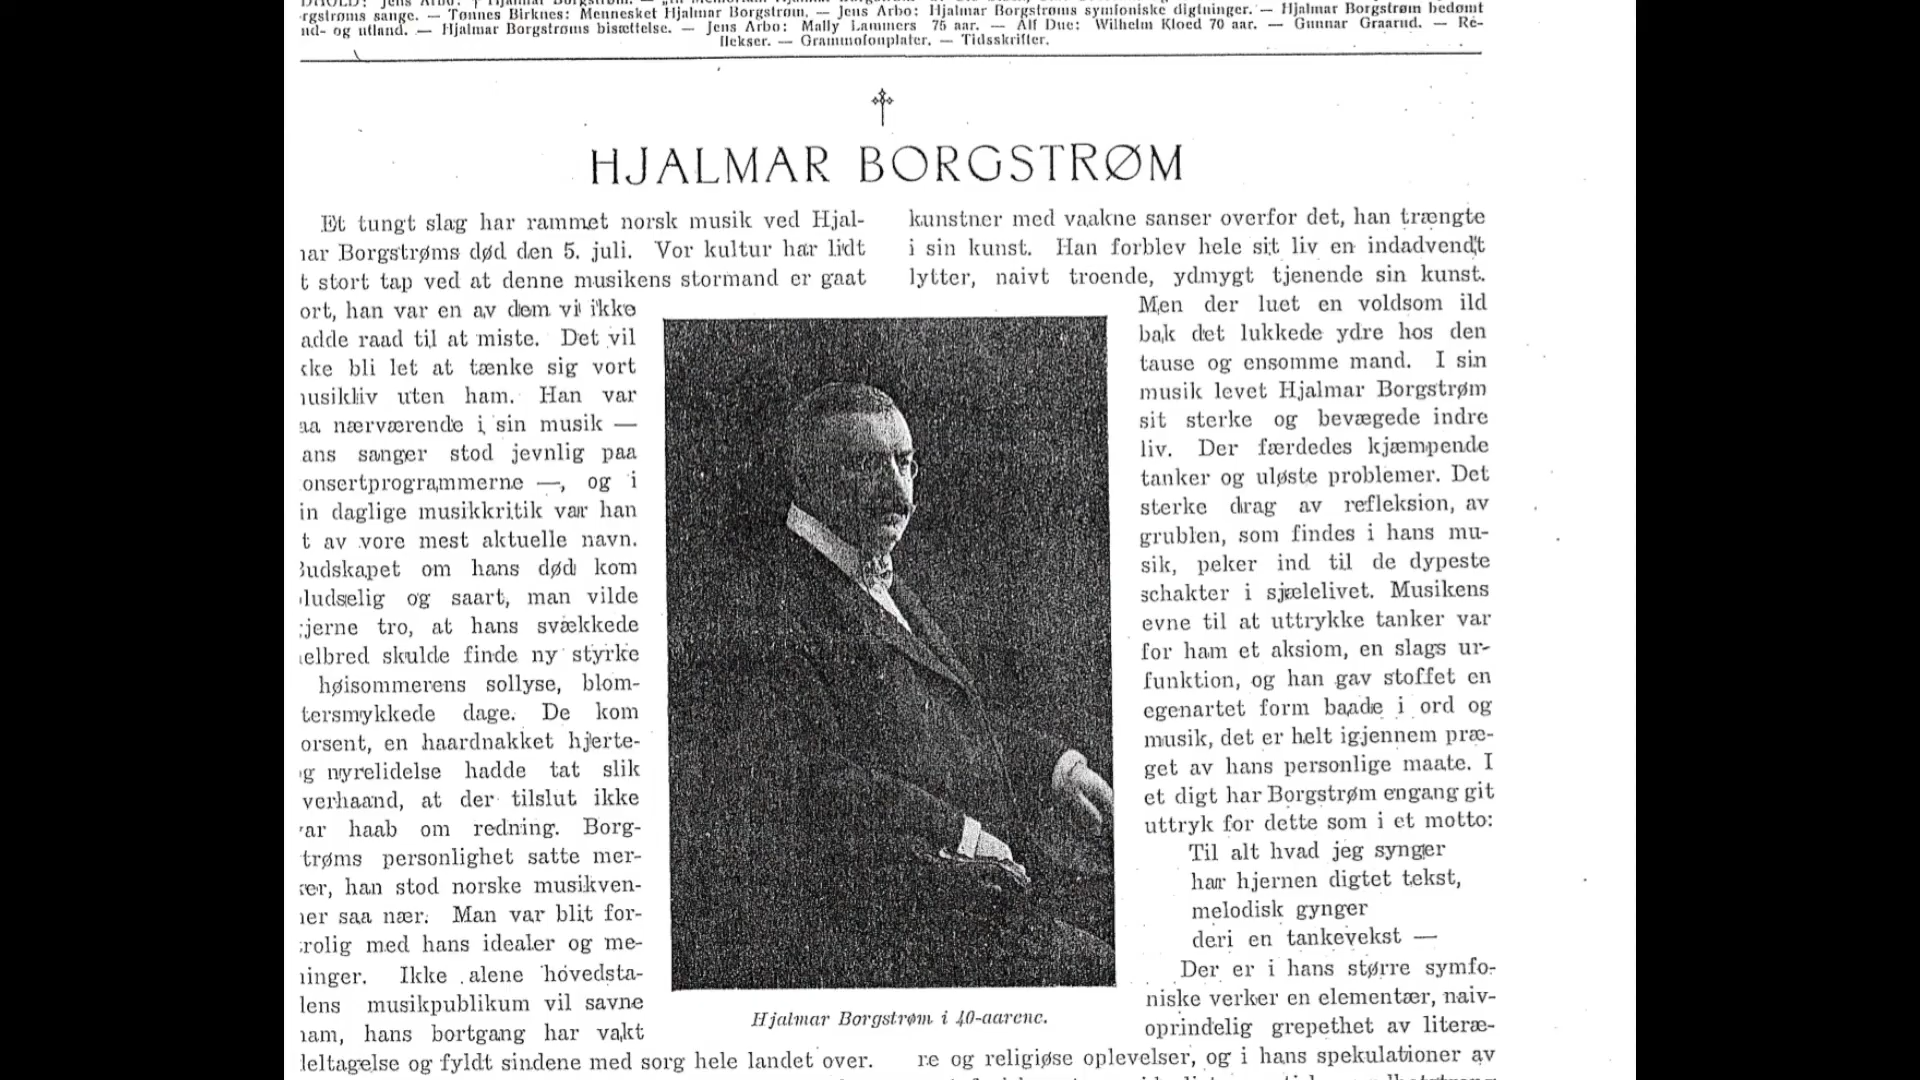 rgstrøms sange. — Tønnes Birknes: Mennesket Hjalmar Borgstrøm. — Jens Arbo: Hjalmar Borgstrøms symfoniske digtninger. — Hjalmar Borgstrøm bedømt
nd- og utland. — Hjalmar Borgstrøms bisættelse. — Jens Arbo: Mally Lammers 75 aar. — Alf Due: Wilhelm Kloed 70 aar. — Gunnar Graarud. — Re-
flekser. — Grammofonplater. — Tidsskrifter.
HJALMAR BORGSTRØM
Et tungt slag har rammet norsk musik ved Hjal-
nar Borgstrøms død den 5. juli. Vor kultur har lidt
t stort tap ved at denne musikens stormand er gaat
ort, han var en av dem vi ikke
adde raad til at miste. Det vil
ke bli let at tænke sig vort
usikliv uten ham. Han var
aa nærværende i sin musik —
ans sanger stod jevnlig paa
onsertprogrammerne —, og i
in daglige musikkritik var han
t av vore mest aktuelle navn.
udskapet om hans død kom
ludselig og saart, man vilde
jerne tro, at hans svækkede
elbred skulde finde ny styrke
høisommerens sollyse, blom-
tersmykkede dage. De kom
orsent, en haardnakket hjerte-
g nyrelidelse hadde tat slik
verhaand, at der tilslut ikke
ar haab om redning. Borg-
trøms personlighet satte mer-
er, han stod norske musikven-
ner saa nær. Man var blit for-
rolig med hans idealer og me-
ninger. Ikke alene hovedsta-
lens musikpublikum vil savne
ham, hans bortgang har vakt
leltagelse og fyldt sindene med sorg hele landet over.
Hjalmar Borgstrøm i 40-aarene.
kunstner med vaakne sanser overfor det, han trængte
i sin kunst. Han forblev hele sit liv en indadvendt
lytter, naivt troende, ydmygt tjenende sin kunst.
Men der luet en voldsom ild
bak det lukkede ydre hos den
tause og ensomme mand. I sin
musik levet Hjalmar Borgstrøm
sit sterke og bevægede indre
liv. Der færdedes kjæmpende
tanker og uløste problemer. Det
sterke drag av refleksion, av
grublen, som findes i hans mu-
sik, peker ind til de dypeste
schakter i sjælelivet. Musikens
evne til at uttrykke tanker var
for ham et aksiom, en slags ur-
funktion, og han gav stoffet en
egenartet form baade i ord og
musik, det er helt igjennem præ-
get av hans personlige maate. I
et digt har Borgstrøm engang git
uttryk for dette som i et motto:
Til alt hvad jeg synger
har hjernen digtet tekst,
melodisk gynger
deri en tankevekst —
Der er i hans større symfo-
niske verker en elementær, naiv-
oprindelig grepethet av literæ-
re og religiøse oplevelser, og i hans spekulationer av